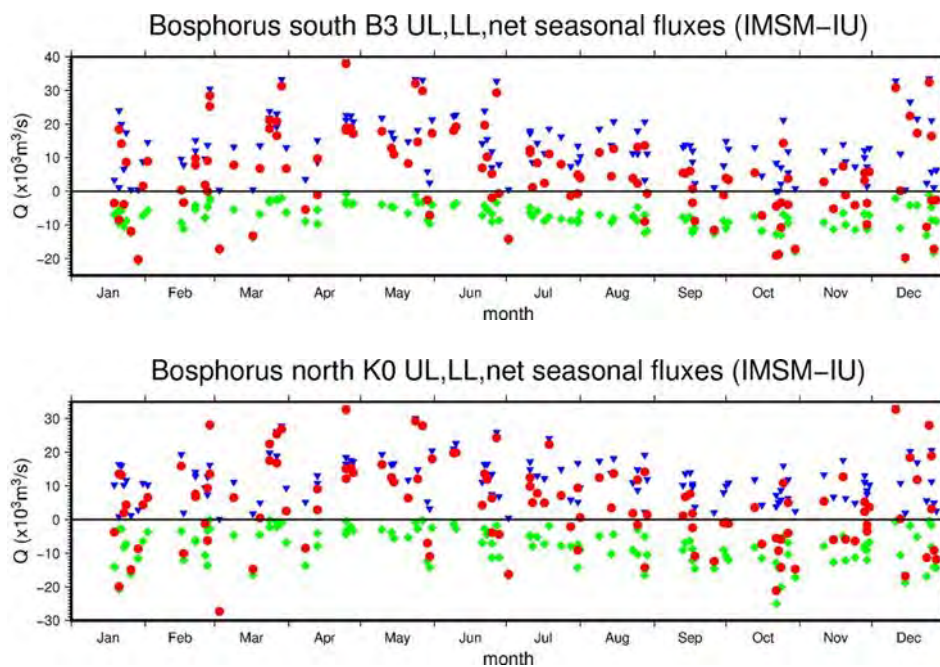 Bosphorus south B3 UL,LL,net seasonal fluxes (IMSM−IU)
40
30
20
10
0
−10
−20
Q (x10³m³/s)
Jan Feb Mar Apr May Jun Jul Aug Sep Oct Nov Dec
month
Bosphorus north K0 UL,LL,net seasonal fluxes (IMSM−IU)
30
20
10
0
−10
−20
−30
Q (x10³m³/s)
Jan Feb Mar Apr May Jun Jul Aug Sep Oct Nov Dec
month